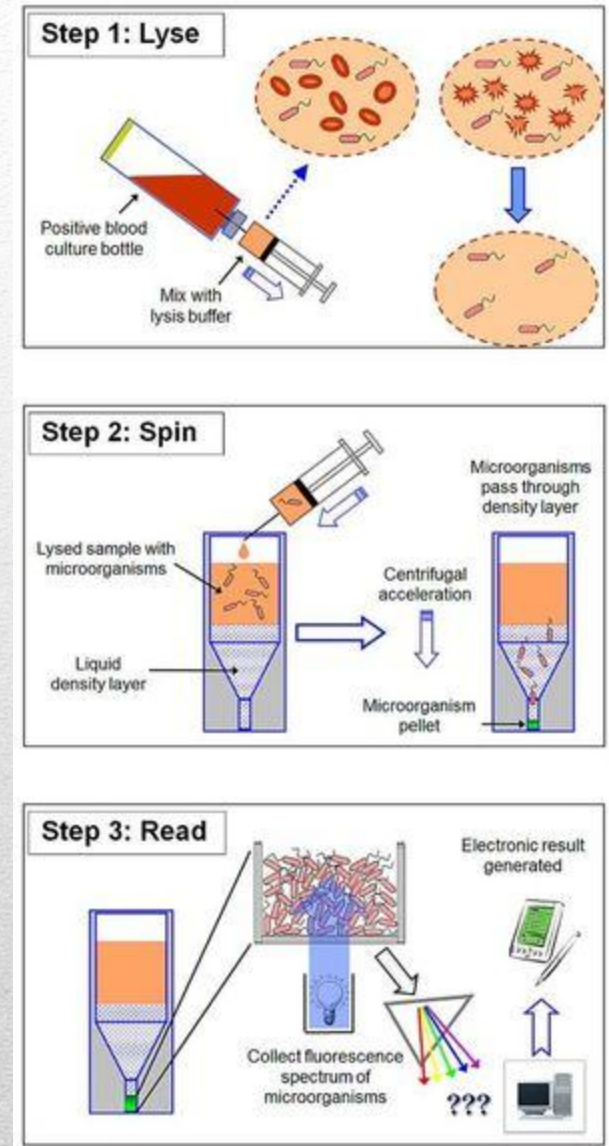 Step 1: Lyse
Positive blood
culture bottle
Mix with
lysis buffer
Step 2: Spin
Lysed sample with
microorganisms
Liquid
density layer
Centrifugal
acceleration
Microorganisms
pass through
density layer
Microorganism
pellet
Step 3: Read
Collect fluorescence
spectrum of
microorganisms
???
Electronic result
generated